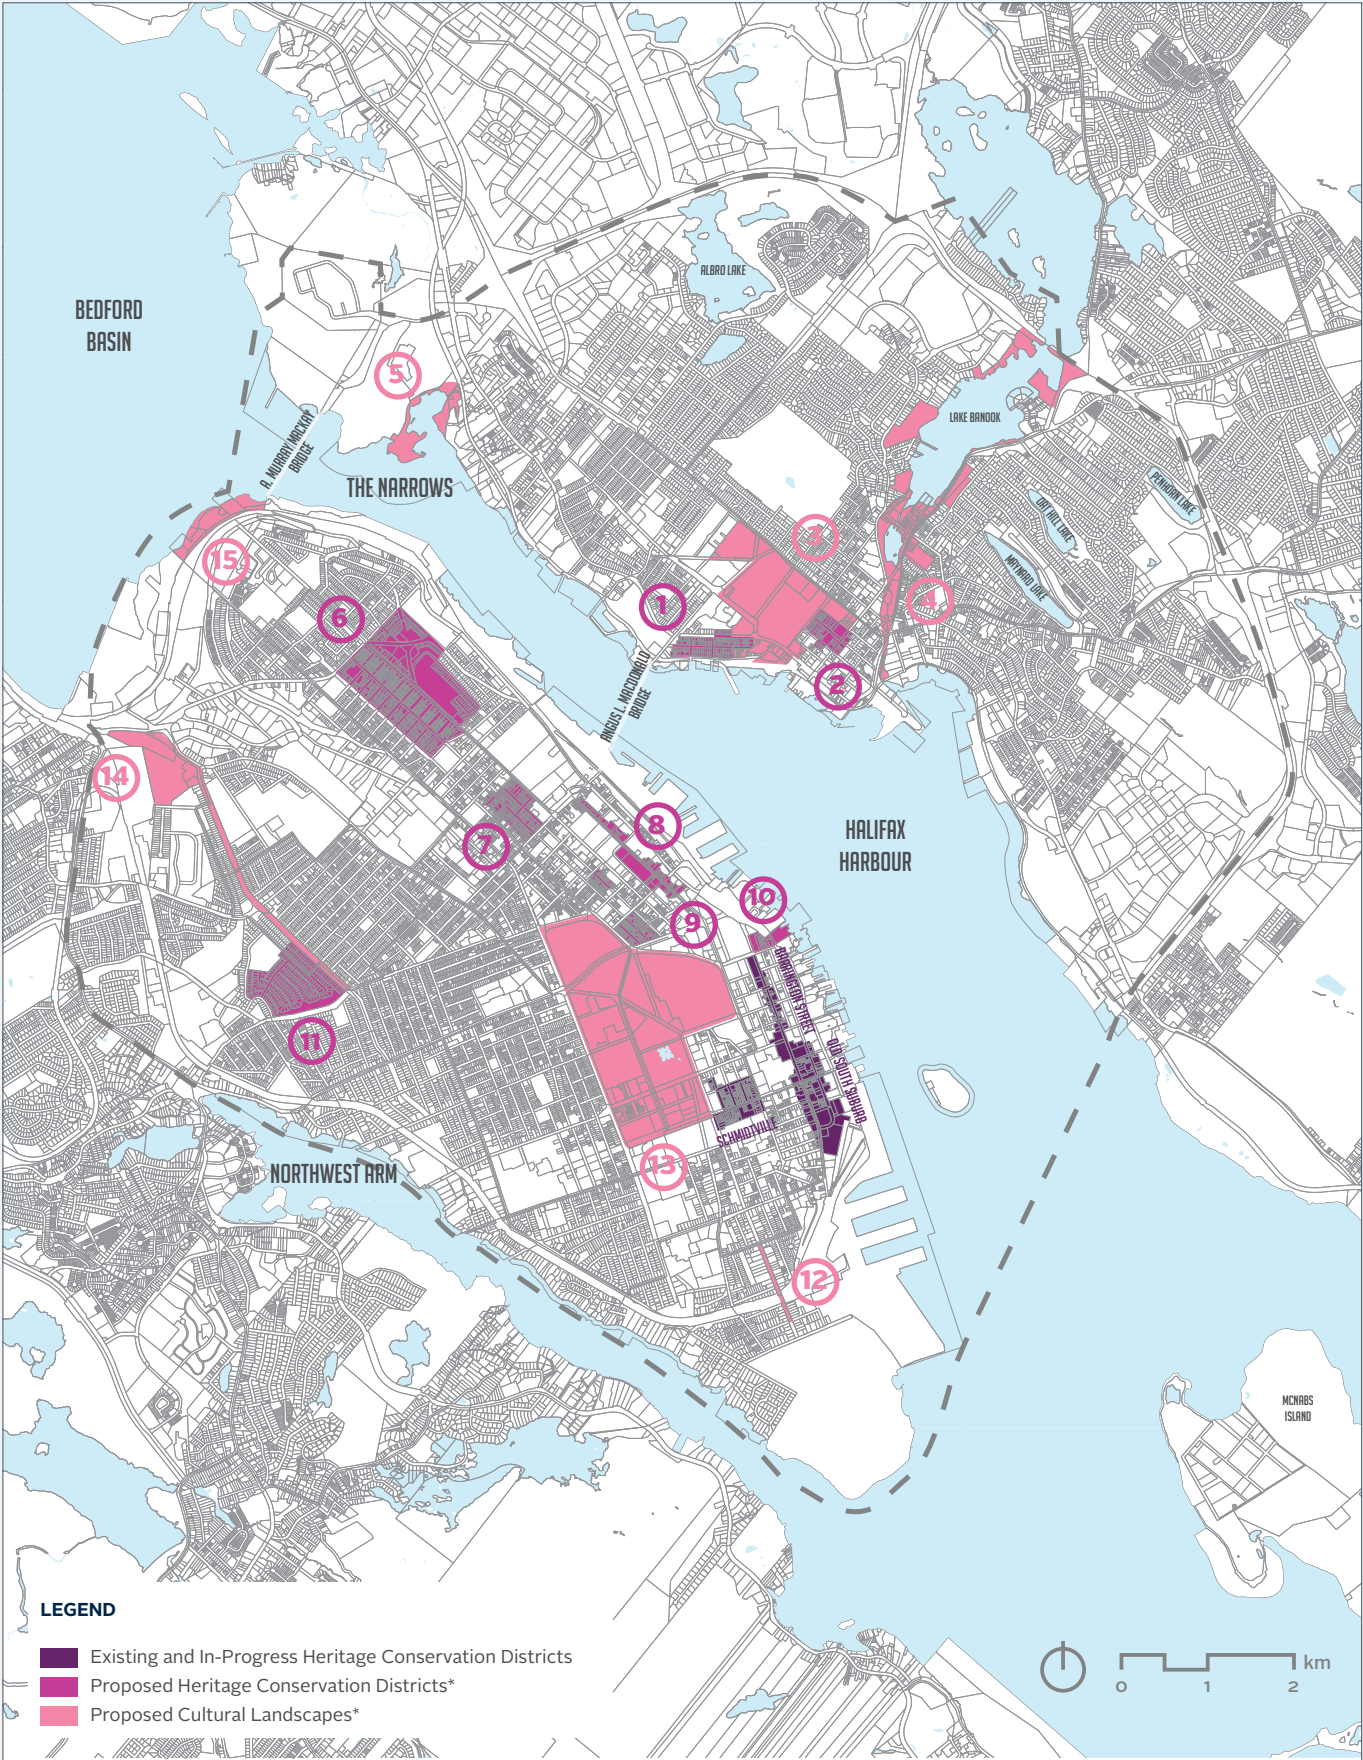 ALBRO LAKE
BEDFORD
BASIN
5
LAKE BANOOK
A. MURRAY MACKAY
BRIDGE
THE NARROWS
PENHORN LAKE
OAT HILL LAKE
MAYNARD LAKE
3
15
4
1
6
2
ANGUS L. MACDONALD
BRIDGE
14
8
7
HALIFAX
HARBOUR
10
9
BARRINGTON STREET
11
OLD SOUTH SUBURB
SCHMIDTVILLE
13
NORTHWEST ARM
12
MCNABS
ISLAND
LEGEND
Existing and In-Progress Heritage Conservation Districts
Proposed Heritage Conservation Districts*
Proposed Cultural Landscapes*
km
0 1 2